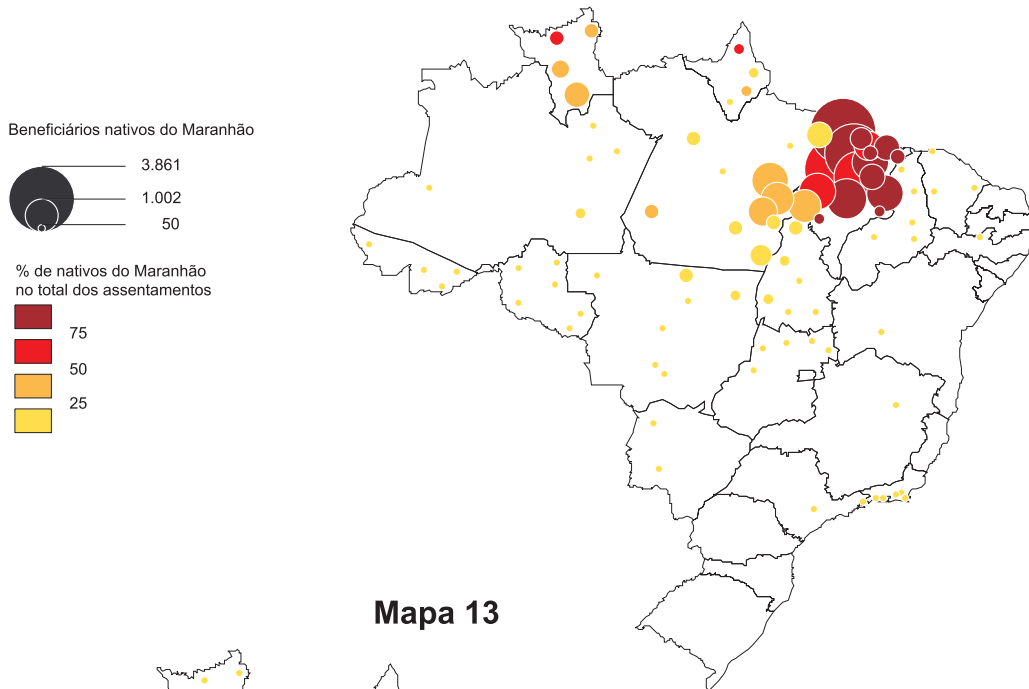 Beneficiários nativos do Maranhão
3.861
1.002
50
% de nativos do Maranhão
no total dos assentamentos
75
50
25
Mapa 13